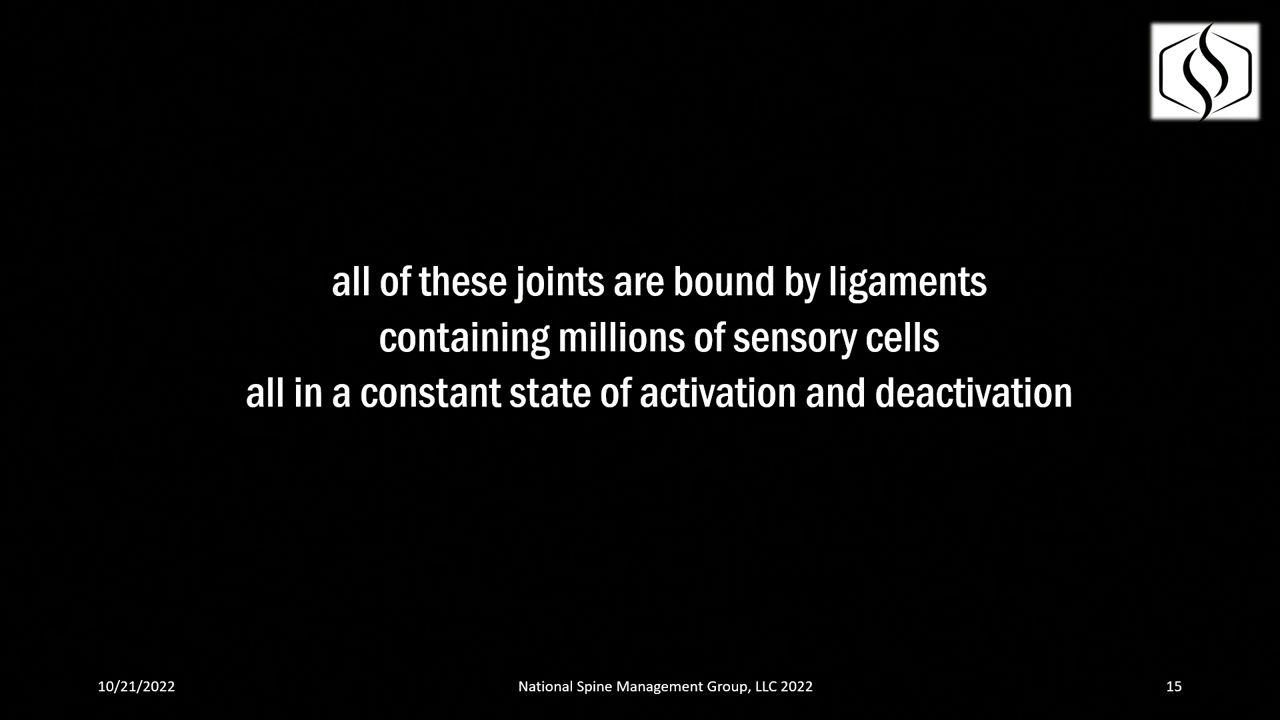 all of these joints are bound by ligaments
containing millions of sensory cells
all in a constant state of activation and deactivation
10/21/2022
National Spine Management Group, LLC 2022
15